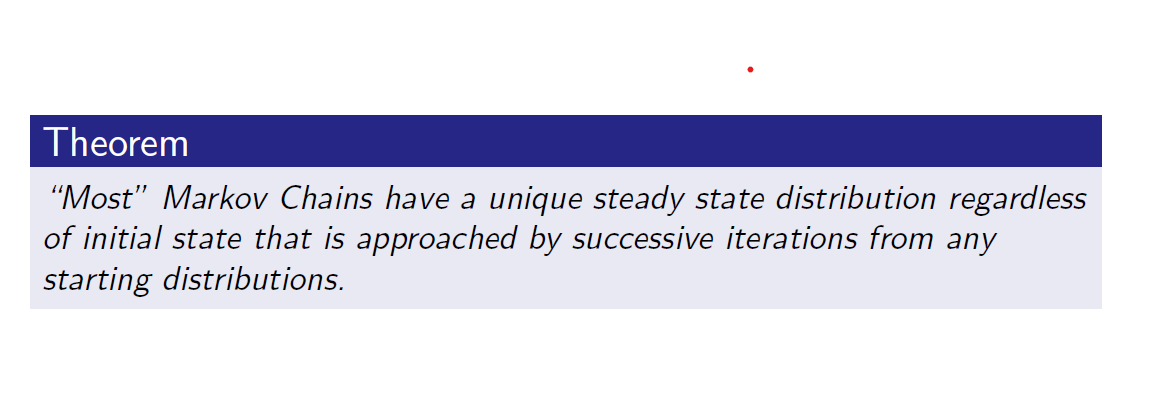 Theorem
“Most” Markov Chains have a unique steady state distribution regardless
of initial state that is approached by successive iterations from any
starting distributions.